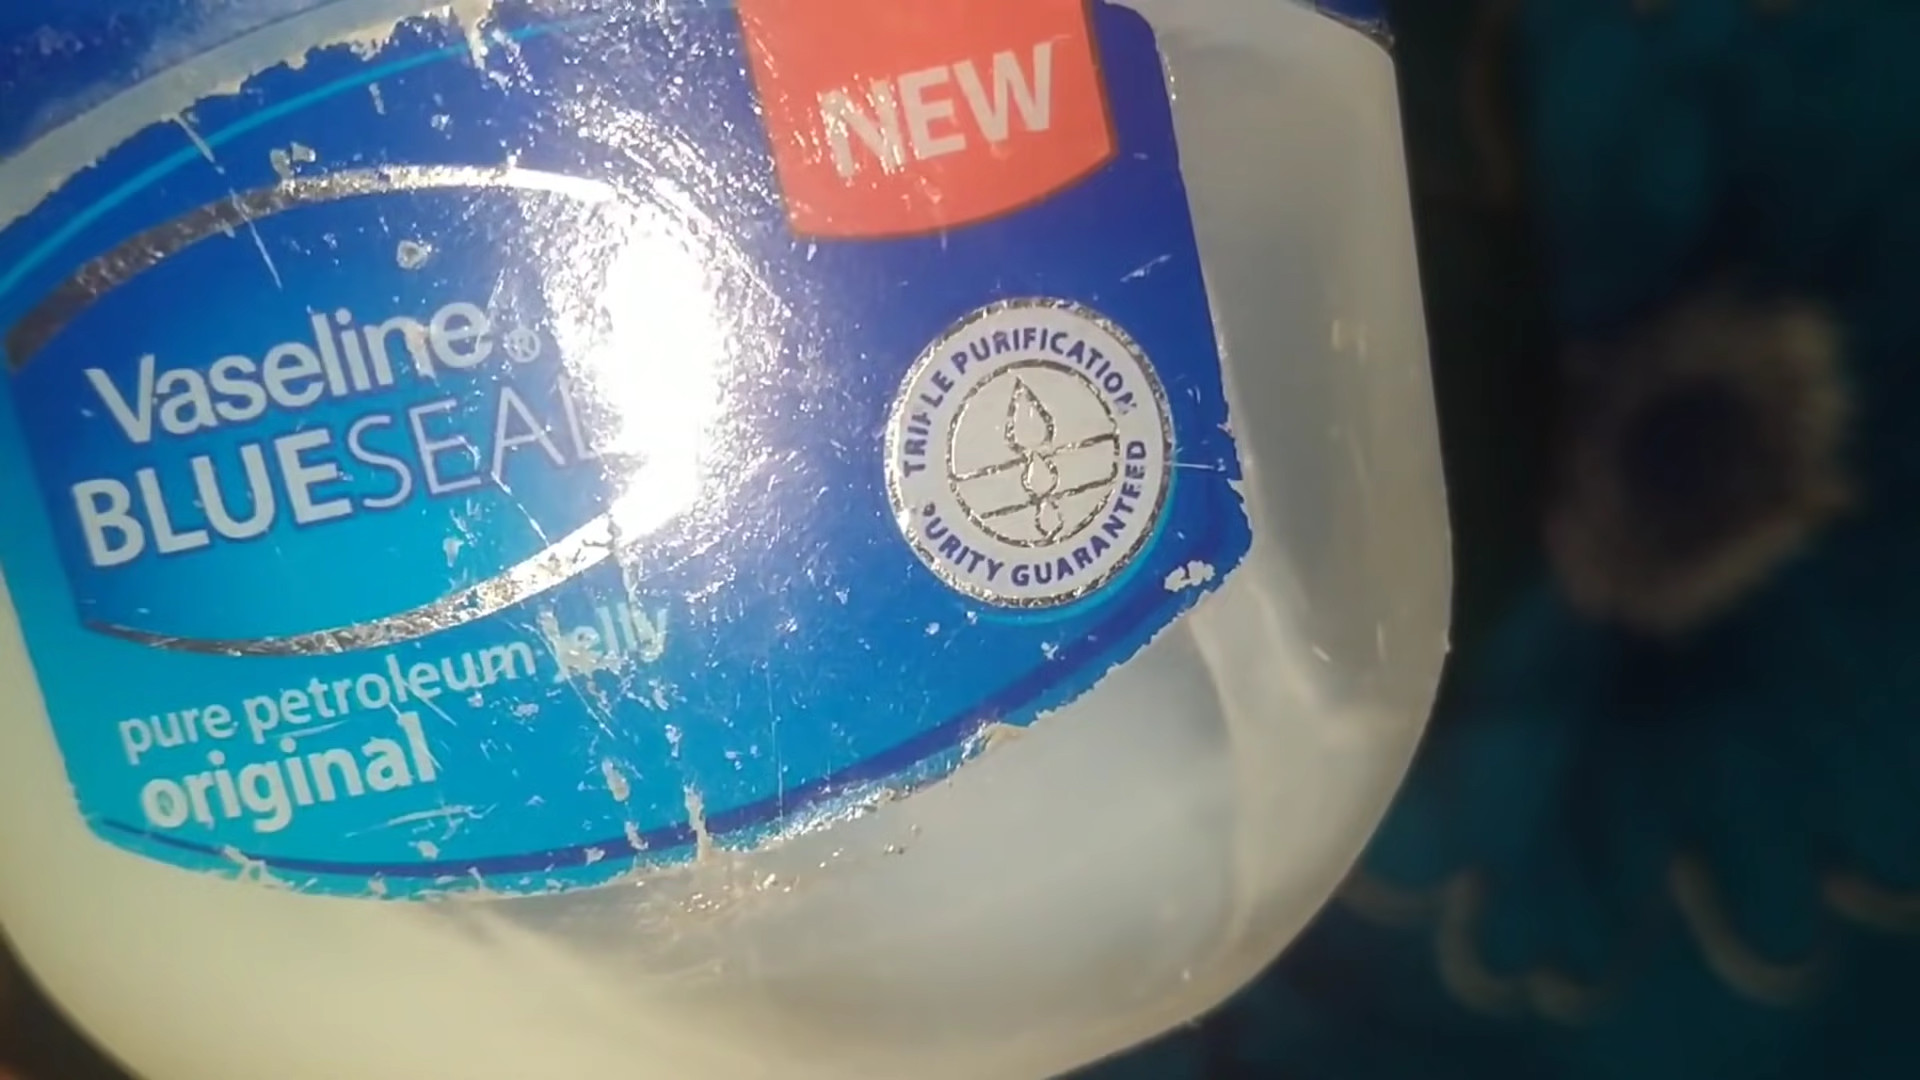 NEW
Vaseline®
BLUESEAL
TRIPLE PURIFICATION
PURITY GUARANTEED
pure petroleum jelly
original